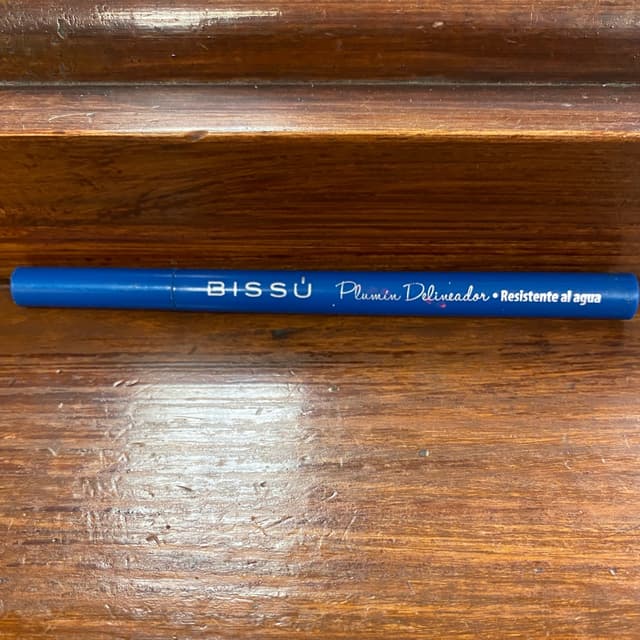 BISSÚ Plumín Delineador • Resistente al agua